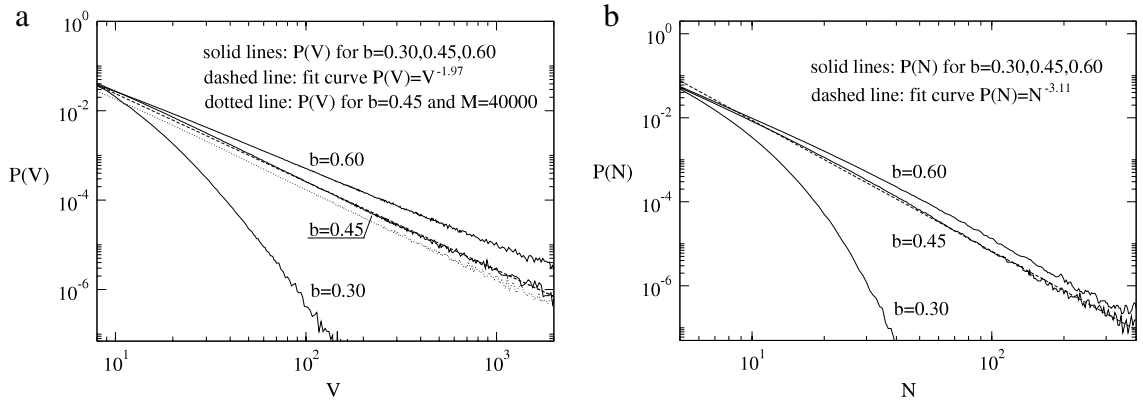 a
10^0
10^-2
10^-4
10^-6
P(V)
solid lines: P(V) for b=0.30,0.45,0.60
dashed line: fit curve P(V)=V^-1.97
dotted line: P(V) for b=0.45 and M=40000
b=0.60
b=0.45
b=0.30
10^1
10^2
10^3
V
b
10^0
10^-2
10^-4
10^-6
P(N)
solid lines: P(N) for b=0.30,0.45,0.60
dashed line: fit curve P(N)=N^-3.11
b=0.60
b=0.45
b=0.30
10^1
10^2
N